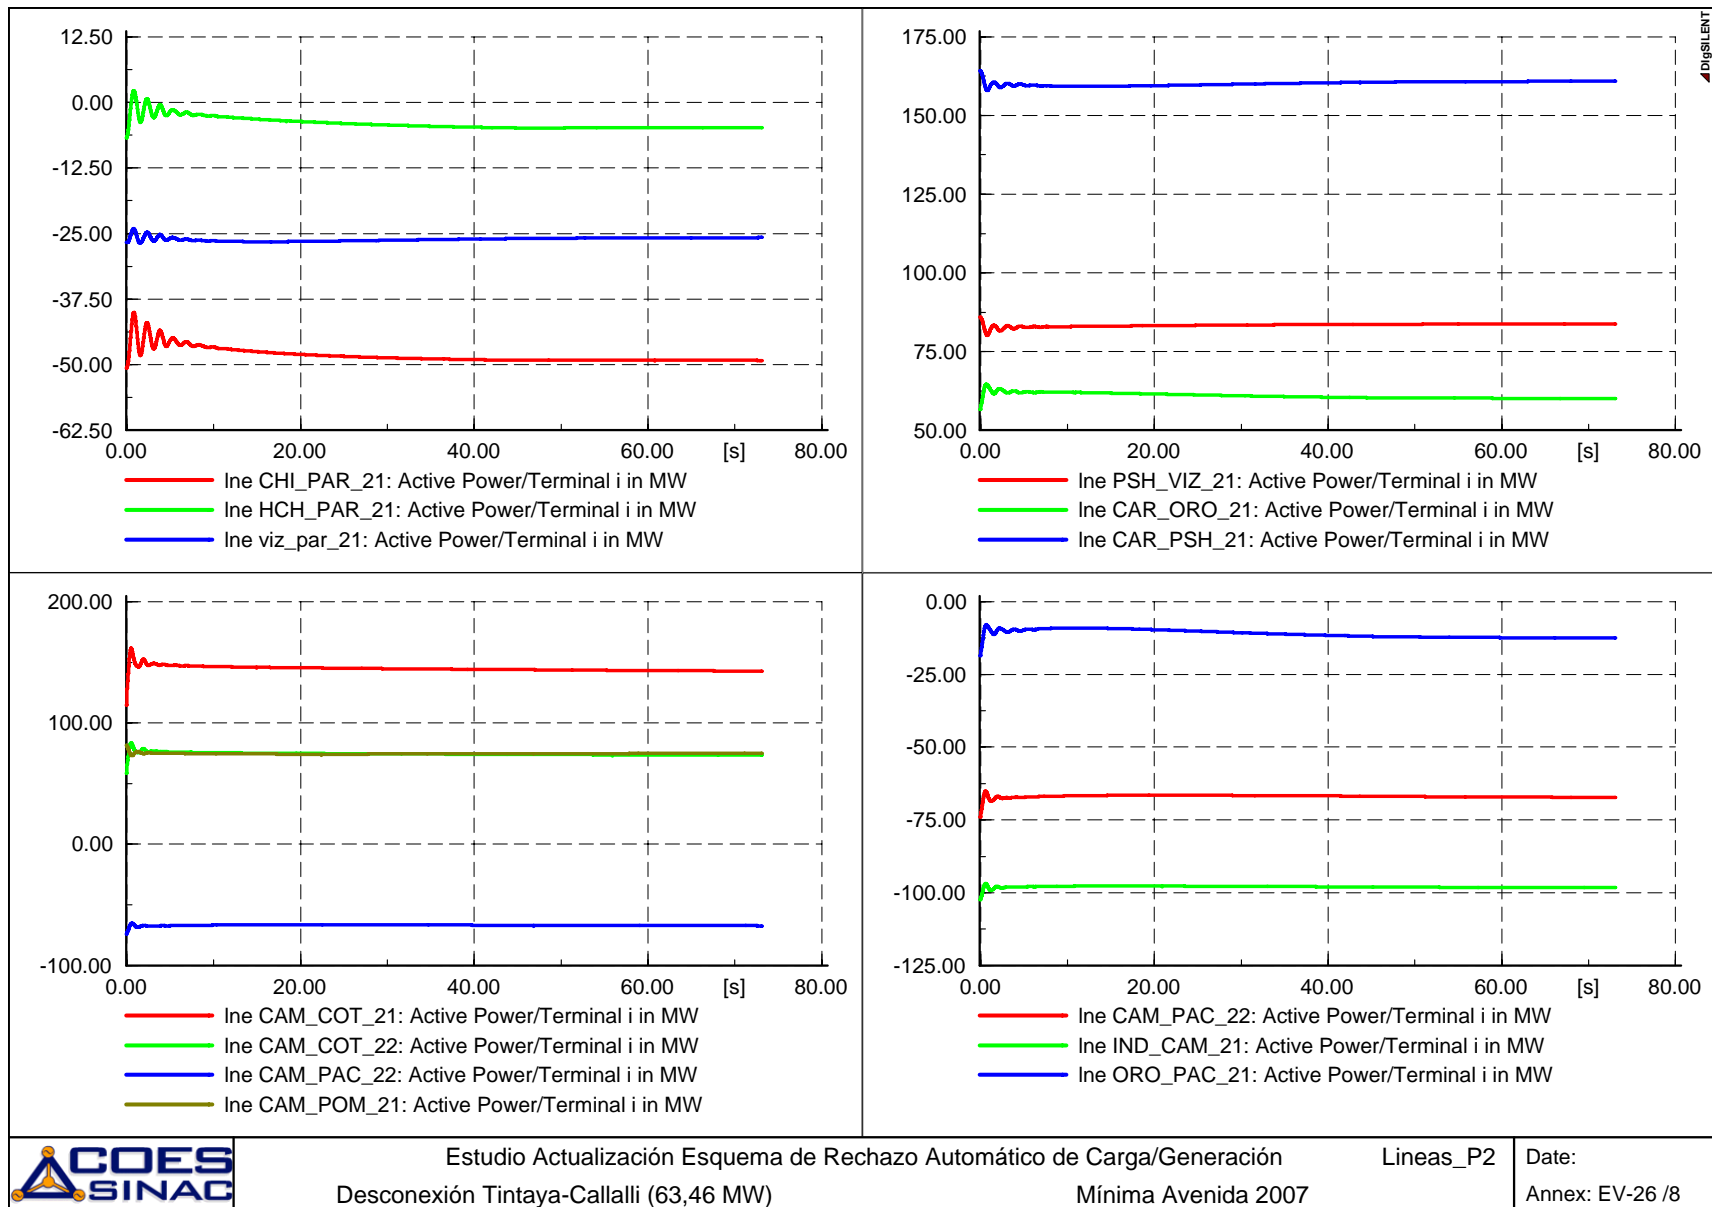 12.50
0.00
-12.50
-25.00
-37.50
-50.00
-62.50
0.00 20.00 40.00 60.00 [s] 80.00
lne CHI_PAR_21: Active Power/Terminal i in MW
lne HCH_PAR_21: Active Power/Terminal i in MW
lne viz_par_21: Active Power/Terminal i in MW
175.00
150.00
125.00
100.00
75.00
50.00
0.00 20.00 40.00 60.00 [s] 80.00
lne PSH_VIZ_21: Active Power/Terminal i in MW
lne CAR_ORO_21: Active Power/Terminal i in MW
lne CAR_PSH_21: Active Power/Terminal i in MW
DIgSILENT
200.00
100.00
0.00
-100.00
0.00 20.00 40.00 60.00 [s] 80.00
lne CAM_COT_21: Active Power/Terminal i in MW
lne CAM_COT_22: Active Power/Terminal i in MW
lne CAM_PAC_22: Active Power/Terminal i in MW
lne CAM_POM_21: Active Power/Terminal i in MW
0.00
-25.00
-50.00
-75.00
-100.00
-125.00
0.00 20.00 40.00 60.00 [s] 80.00
lne CAM_PAC_22: Active Power/Terminal i in MW
lne IND_CAM_21: Active Power/Terminal i in MW
lne ORO_PAC_21: Active Power/Terminal i in MW
COES
SINAC
Estudio Actualización Esquema de Rechazo Automático de Carga/Generación Lineas_P2
Desconexión Tintaya-Callalli (63,46 MW) Mínima Avenida 2007
Date:
Annex: EV-26 /8